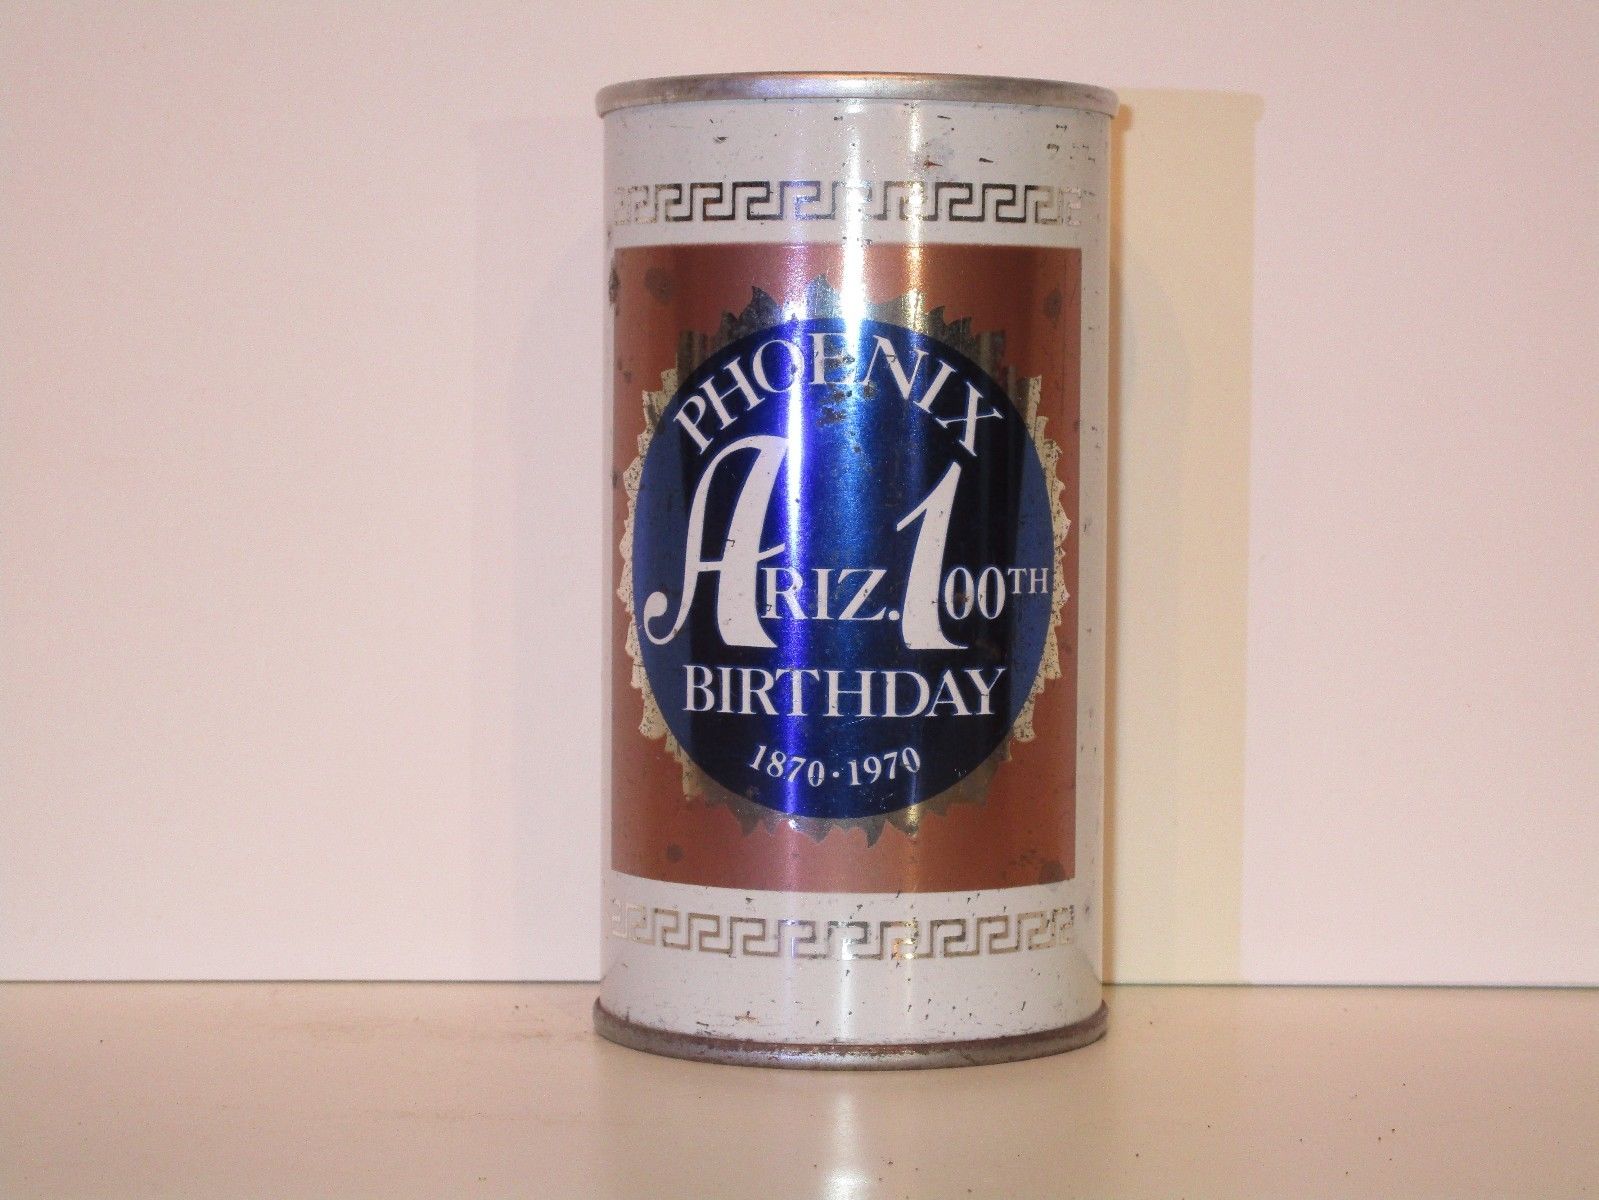 PHOENIX
ARIZ. 100TH
BIRTHDAY
1870 · 1970